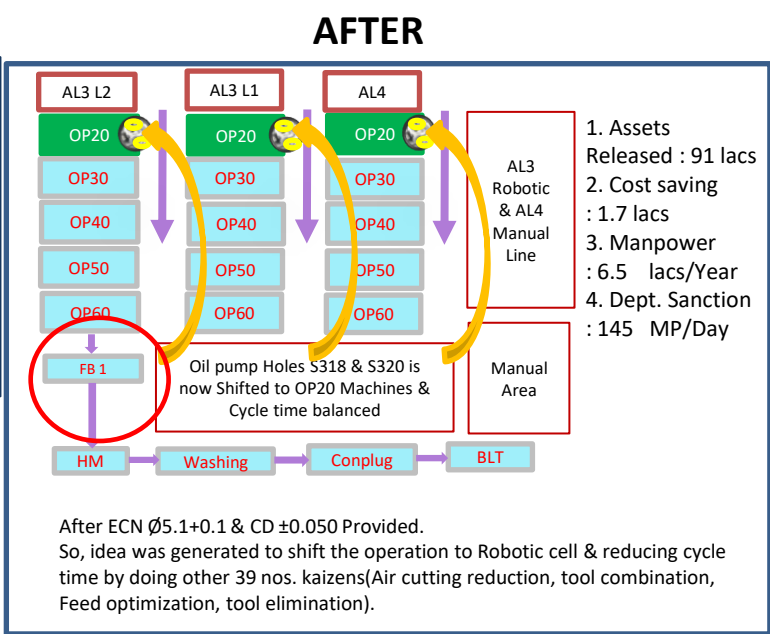 AFTER
AL3 L2
AL3 L1
AL4
OP20
OP20
OP20
OP30
OP30
OP30
OP40
OP40
OP40
OP50
OP50
OP50
OP60
OP60
OP60
AL3
Robotic
& AL4
Manual
Line
1. Assets
Released : 91 lacs
2. Cost saving
: 1.7 lacs
3. Manpower
: 6.5 lacs/Year
4. Dept. Sanction
: 145 MP/Day
FB 1
Oil pump Holes S318 & S320 is
now Shifted to OP20 Machines &
Cycle time balanced
Manual
Area
HM
Washing
Conplug
BLT
After ECN Ø5.1+0.1 & CD ±0.050 Provided.
So, idea was generated to shift the operation to Robotic cell & reducing cycle
time by doing other 39 nos. kaizens(Air cutting reduction, tool combination,
Feed optimization, tool elimination).